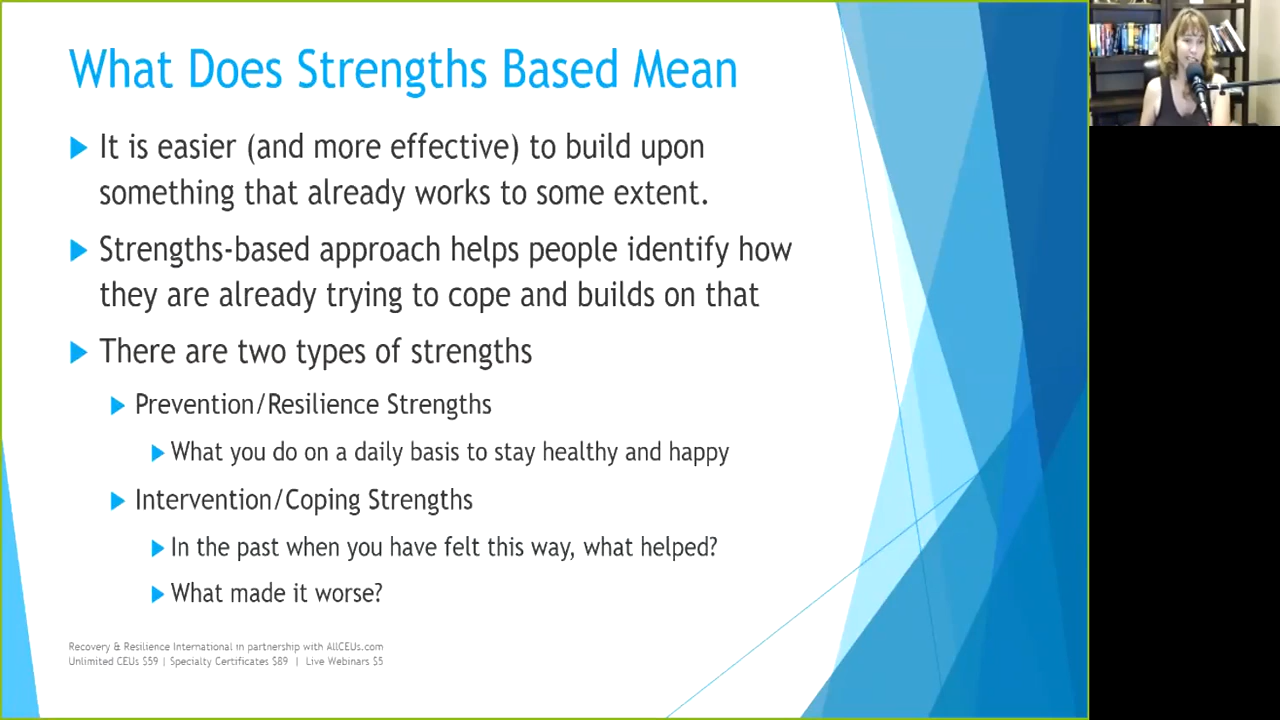 What Does Strengths Based Mean
It is easier (and more effective) to build upon
something that already works to some extent.
Strengths-based approach helps people identify how
they are already trying to cope and builds on that
There are two types of strengths
Prevention/Resilience Strengths
What you do on a daily basis to stay healthy and happy
Intervention/Coping Strengths
In the past when you have felt this way, what helped?
What made it worse?
Recovery & Resilience International in partnership with AllCEUs.com
Unlimited CEUs $59 | Specialty Certificates $89 | Live Webinars $5